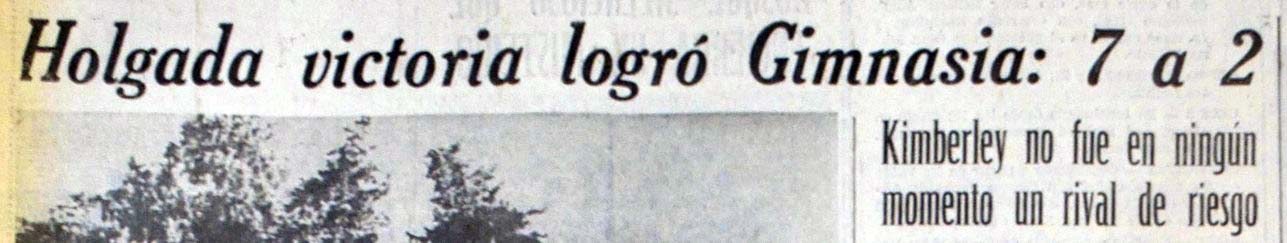 Holgada victoria logró Gimnasia: 7 a 2
Kimberley no fue en ningún
momento un rival de riesgo